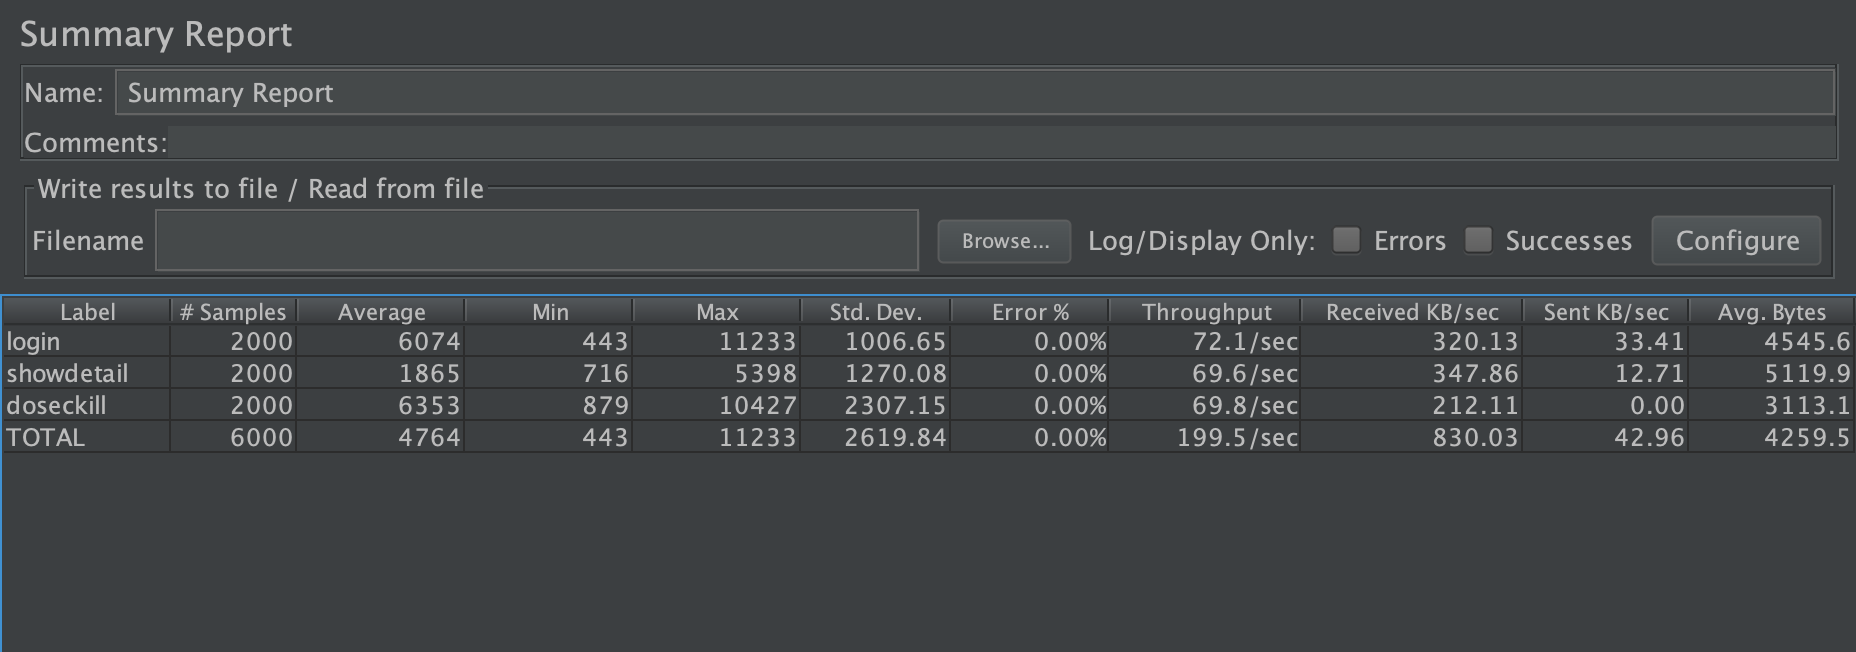 Summary Report
Name: Summary Report
Comments:
Write results to file / Read from file
Filename Browse... Log/Display Only: Errors Successes Configure
Label # Samples Average Min Max Std. Dev. Error % Throughput Received KB/sec Sent KB/sec Avg. Bytes
login 2000 6074 443 11233 1006.65 0.00% 72.1/sec 320.13 33.41 4545.6
showdetail 2000 1865 716 5398 1270.08 0.00% 69.6/sec 347.86 12.71 5119.9
doseckill 2000 6353 879 10427 2307.15 0.00% 69.8/sec 212.11 0.00 3113.1
TOTAL 6000 4764 443 11233 2619.84 0.00% 199.5/sec 830.03 42.96 4259.5